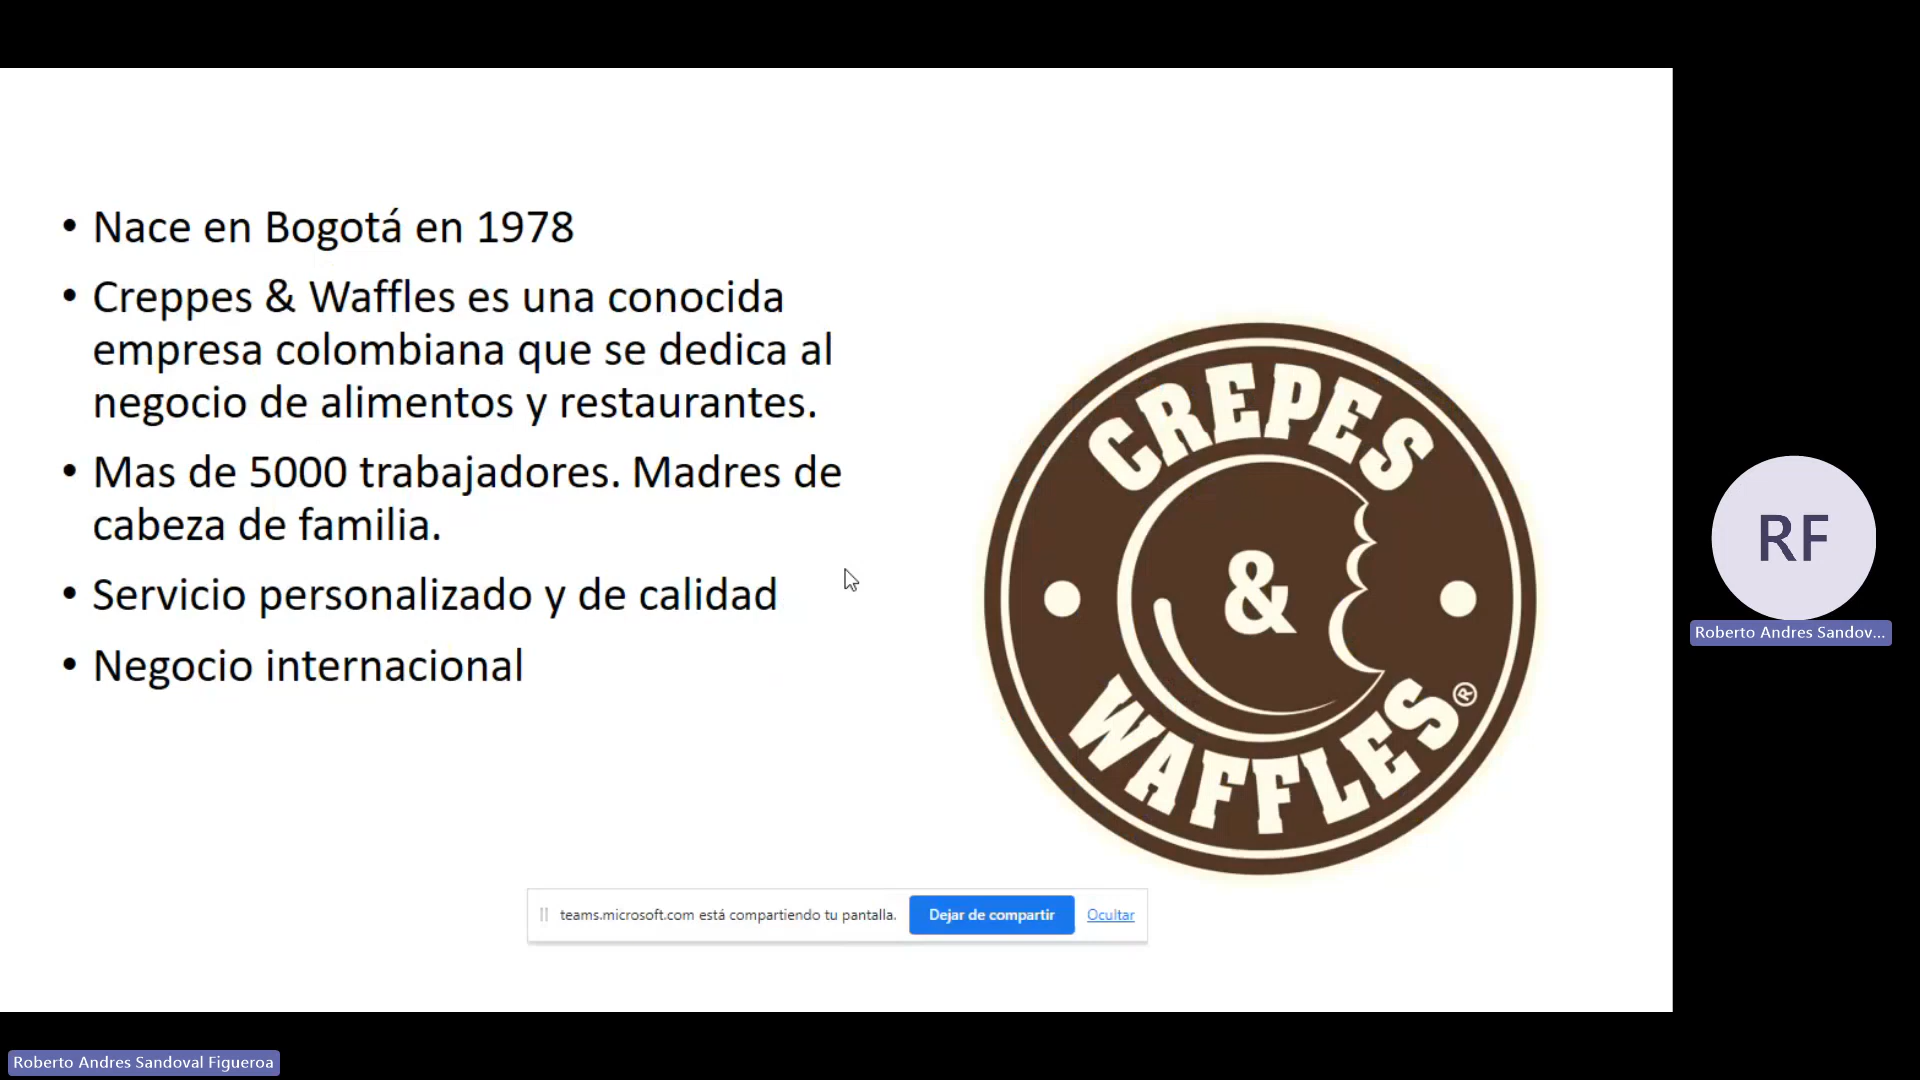 • Nace en Bogotá en 1978
• Creppes & Waffles es una conocida
empresa colombiana que se dedica al
negocio de alimentos y restaurantes.
• Mas de 5000 trabajadores. Madres de
cabeza de familia.
• Servicio personalizado y de calidad
• Negocio internacional
CREPES
&
WAFFLES®
teams.microsoft.com está compartiendo tu pantalla. Dejar de compartir Ocultar
RF
Roberto Andres Sandov...
Roberto Andres Sandoval Figueroa